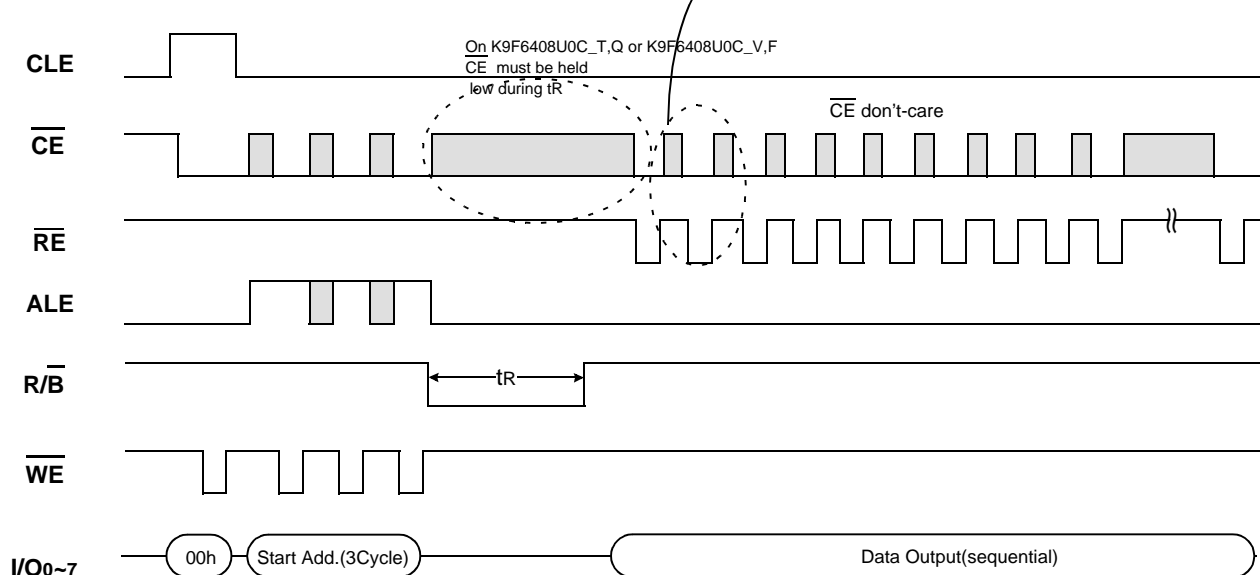 On K9F6408U0C_T,Q or K9F6408U0C_V,F
CE must be held
low during tR
CLE
CE don't-care
CE
RE
ALE
R/B
tR
WE
00h
Start Add.(3Cycle)
Data Output(sequential)
I/O0~7